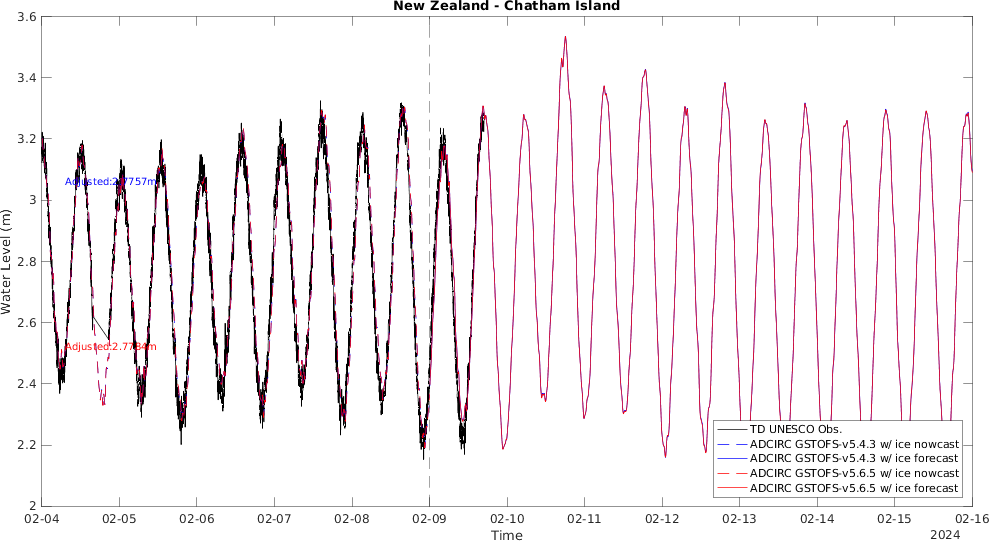 New Zealand - Chatham Island
3.6
3.4
3.2
3
2.8
2.6
2.4
2.2
2
Water Level (m)
Adjusted:2.7757m
Adjusted:2.7784m
TD UNESCO Obs.
ADCIRC GSTOFS-v5.4.3 w/ ice nowcast
ADCIRC GSTOFS-v5.4.3 w/ ice forecast
ADCIRC GSTOFS-v5.6.5 w/ ice nowcast
ADCIRC GSTOFS-v5.6.5 w/ ice forecast
02-04 02-05 02-06 02-07 02-08 02-09 02-10 02-11 02-12 02-13 02-14 02-15 02-16
Time
2024